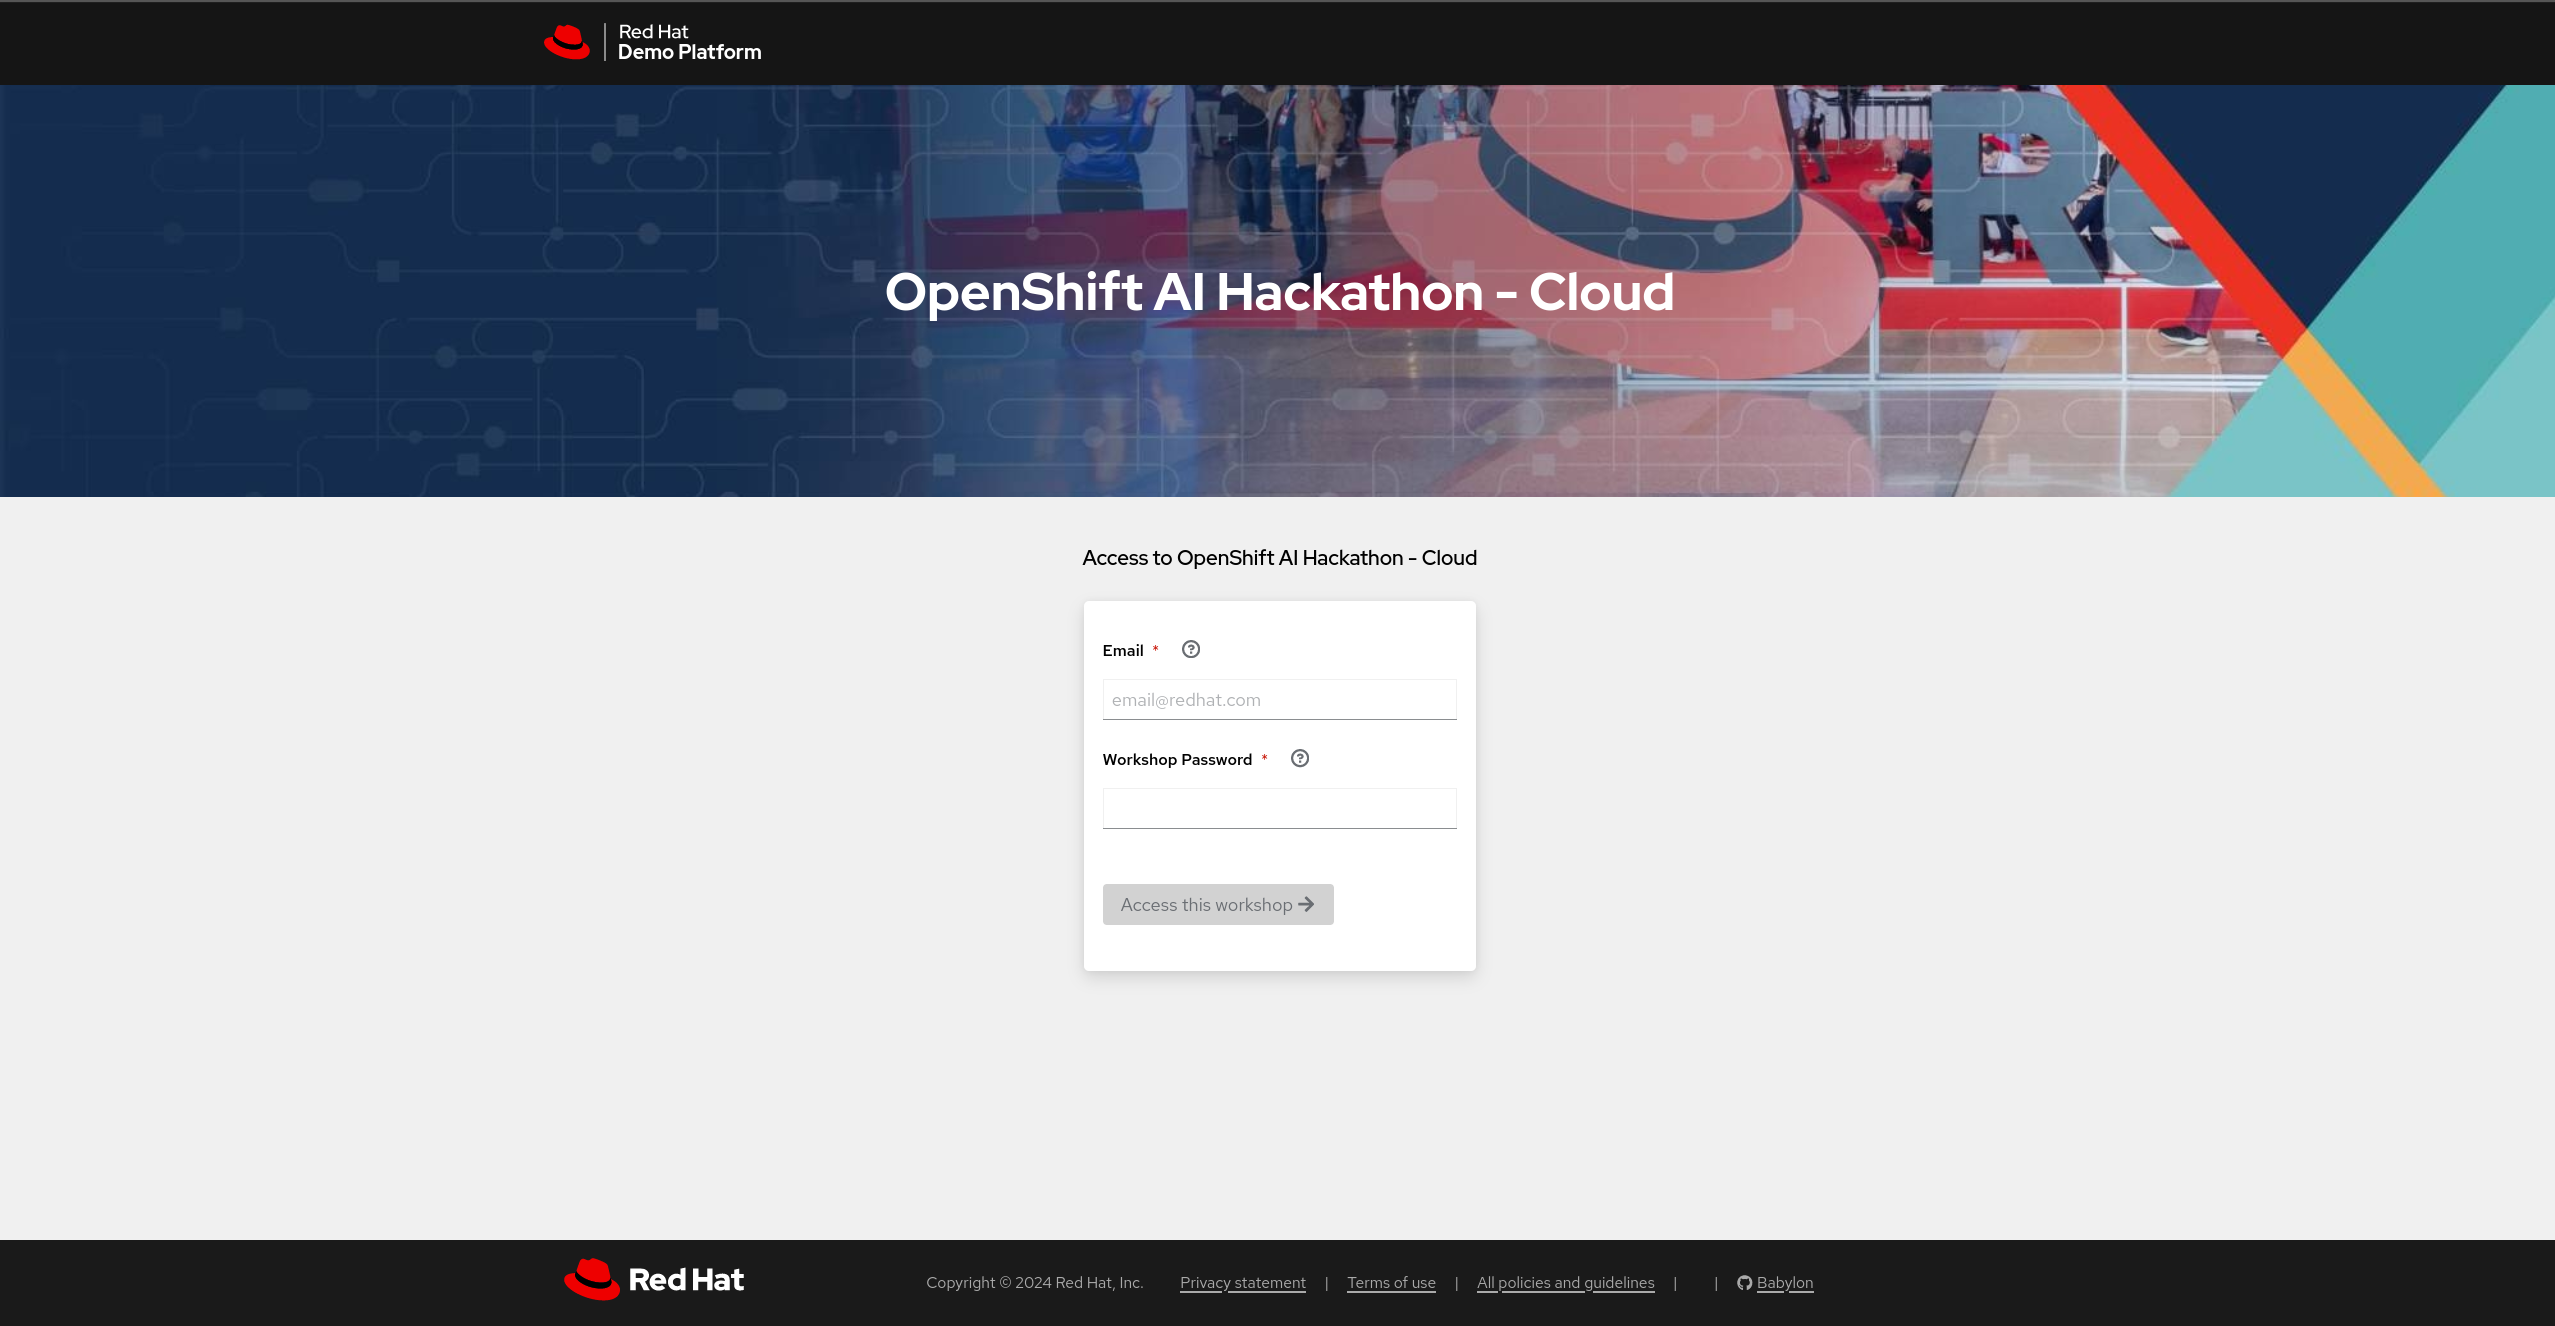 Red Hat
Demo Platform
OpenShift AI Hackathon - Cloud
Access to OpenShift AI Hackathon - Cloud
Email *
email@redhat.com
Workshop Password *
Access this workshop
Red Hat
Copyright © 2024 Red Hat, Inc. Privacy statement | Terms of use | All policies and guidelines | | Babylon